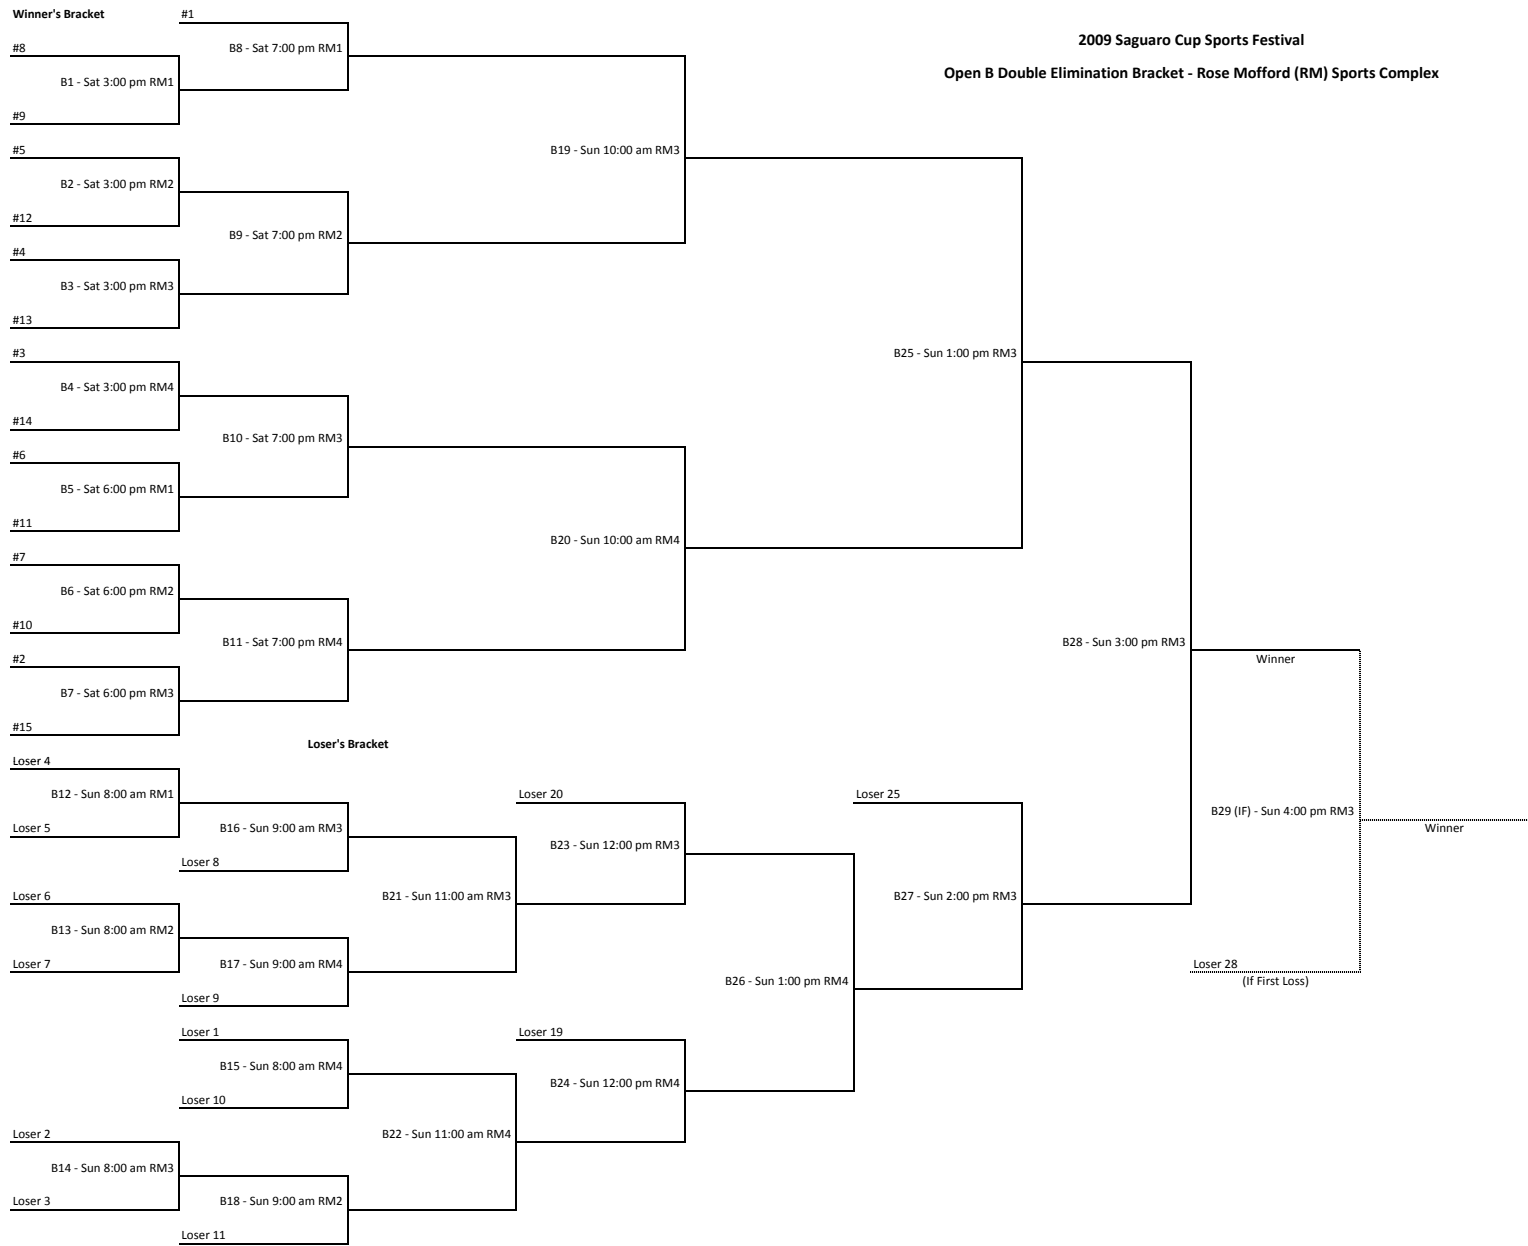 Winner's Bracket
#1
2009 Saguaro Cup Sports Festival
Open B Double Elimination Bracket - Rose Mofford (RM) Sports Complex
#8
B8 - Sat 7:00 pm RM1
B1 - Sat 3:00 pm RM1
#9
#5
B19 - Sun 10:00 am RM3
B2 - Sat 3:00 pm RM2
#12
B9 - Sat 7:00 pm RM2
#4
B3 - Sat 3:00 pm RM3
#13
#3
B25 - Sun 1:00 pm RM3
B4 - Sat 3:00 pm RM4
#14
B10 - Sat 7:00 pm RM3
#6
B5 - Sat 6:00 pm RM1
#11
B20 - Sun 10:00 am RM4
#7
B6 - Sat 6:00 pm RM2
#10
B11 - Sat 7:00 pm RM4
B28 - Sun 3:00 pm RM3
#2
Winner
B7 - Sat 6:00 pm RM3
#15
Loser's Bracket
Loser 4
B12 - Sun 8:00 am RM1
Loser 20
Loser 25
Loser 5
B16 - Sun 9:00 am RM3
B29 (IF) - Sun 4:00 pm RM3
Winner
B23 - Sun 12:00 pm RM3
Loser 8
Loser 6
B21 - Sun 11:00 am RM3
B27 - Sun 2:00 pm RM3
B13 - Sun 8:00 am RM2
Loser 7
B17 - Sun 9:00 am RM4
Loser 28
(If First Loss)
B26 - Sun 1:00 pm RM4
Loser 9
Loser 1
Loser 19
B15 - Sun 8:00 am RM4
B24 - Sun 12:00 pm RM4
Loser 10
Loser 2
B22 - Sun 11:00 am RM4
B14 - Sun 8:00 am RM3
Loser 3
B18 - Sun 9:00 am RM2
Loser 11